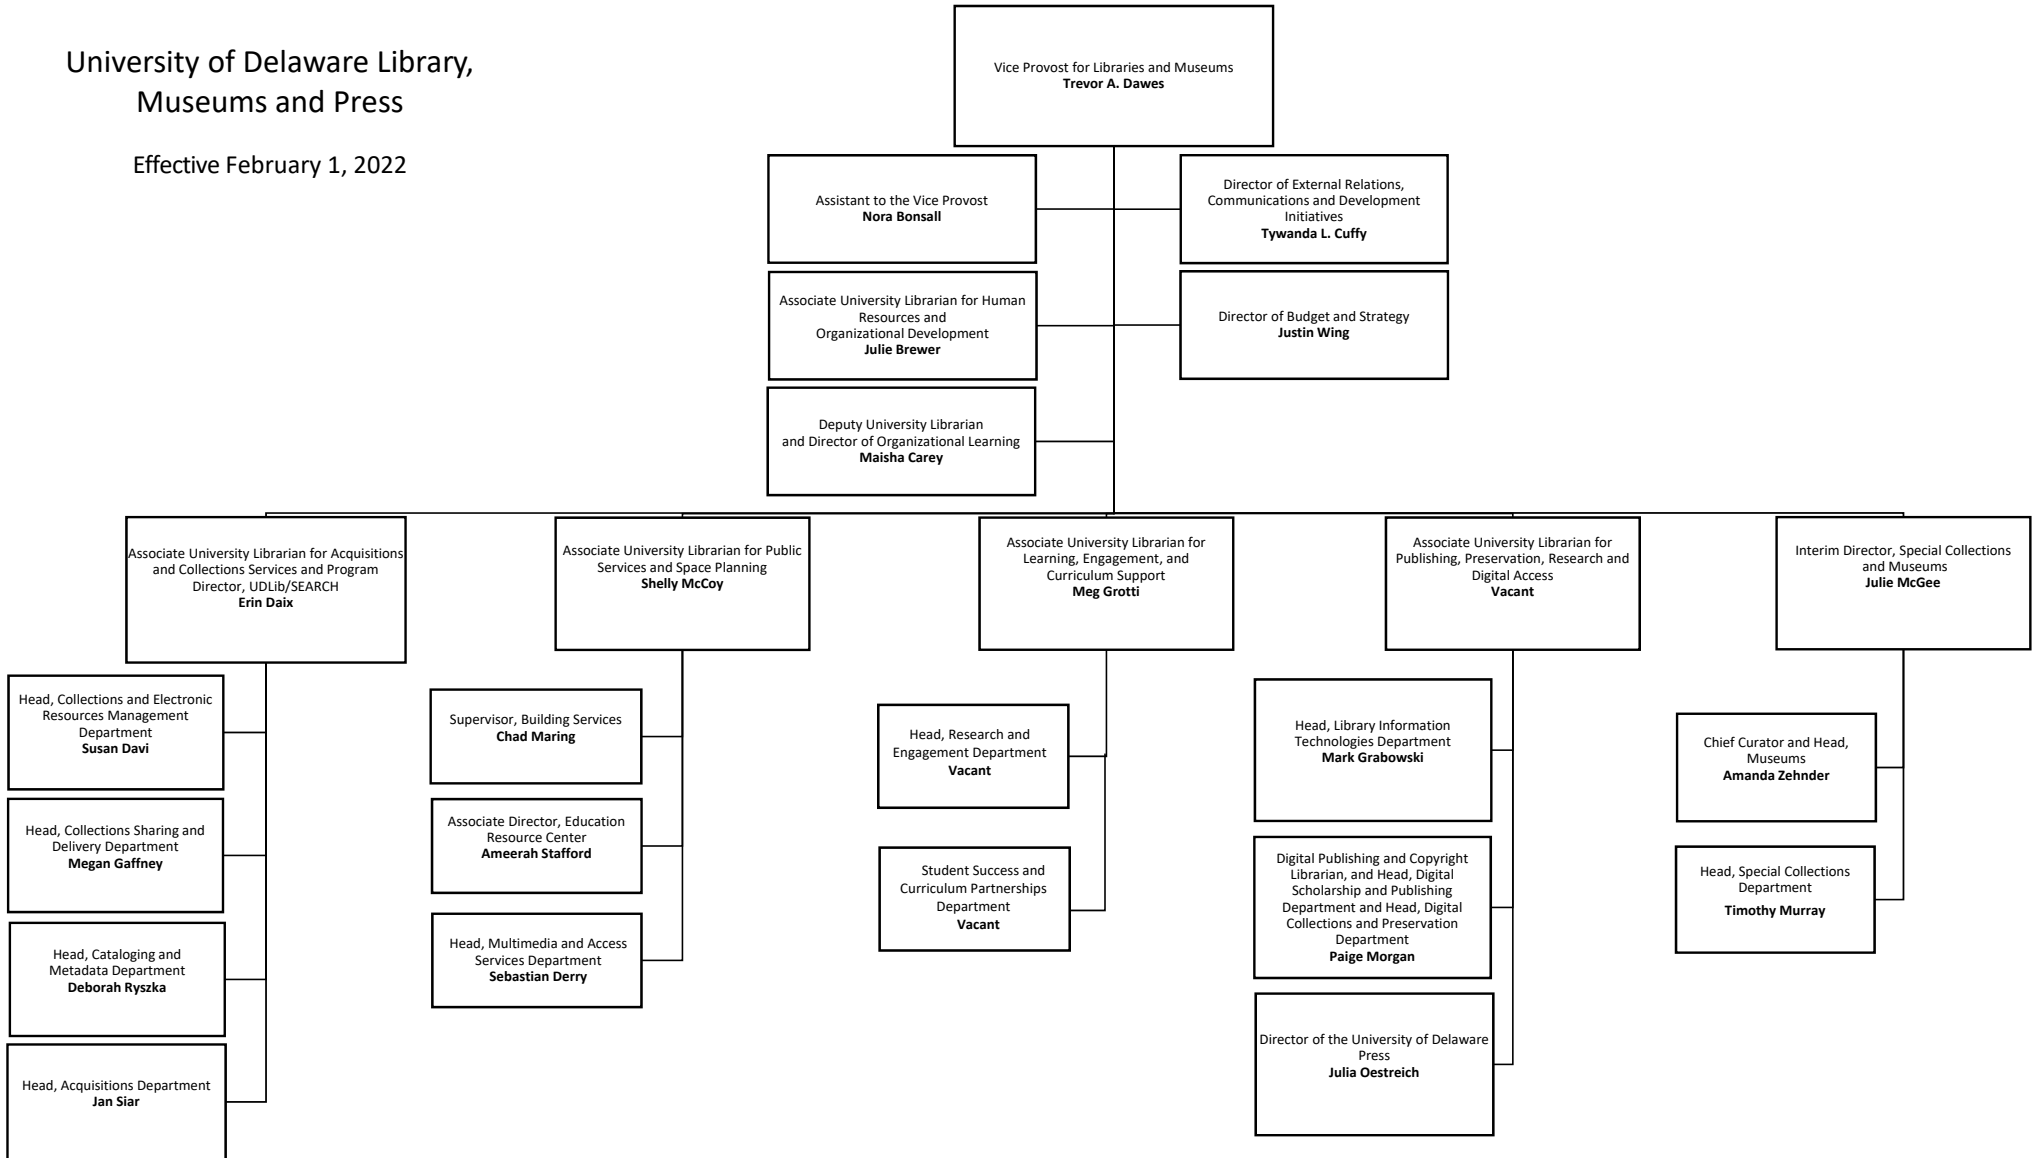 University of Delaware Library,
Museums and Press
Effective February 1, 2022
Vice Provost for Libraries and Museums
Trevor A. Dawes
Assistant to the Vice Provost
Nora Bonsall
Director of External Relations,
Communications and Development
Initiatives
Tywanda L. Cuffy
Associate University Librarian for Human
Resources and
Organizational Development
Julie Brewer
Director of Budget and Strategy
Justin Wing
Deputy University Librarian
and Director of Organizational Learning
Maisha Carey
Associate University Librarian for Acquisitions
and Collections Services and Program
Director, UDLib/SEARCH
Erin Daix
Associate University Librarian for Public
Services and Space Planning
Shelly McCoy
Associate University Librarian for
Learning, Engagement, and
Curriculum Support
Meg Grotti
Associate University Librarian for
Publishing, Preservation, Research and
Digital Access
Vacant
Interim Director, Special Collections
and Museums
Julie McGee
Head, Collections and Electronic
Resources Management
Department
Susan Davi
Head, Collections Sharing and
Delivery Department
Megan Gaffney
Head, Cataloging and
Metadata Department
Deborah Ryszka
Head, Acquisitions Department
Jan Siar
Supervisor, Building Services
Chad Maring
Associate Director, Education
Resource Center
Ameerah Stafford
Head, Multimedia and Access
Services Department
Sebastian Derry
Head, Research and
Engagement Department
Vacant
Student Success and
Curriculum Partnerships
Department
Vacant
Head, Library Information
Technologies Department
Mark Grabowski
Digital Publishing and Copyright
Librarian, and Head, Digital
Scholarship and Publishing
Department and Head, Digital
Collections and Preservation
Department
Paige Morgan
Director of the University of Delaware
Press
Julia Oestreich
Chief Curator and Head,
Museums
Amanda Zehnder
Head, Special Collections
Department
Timothy Murray